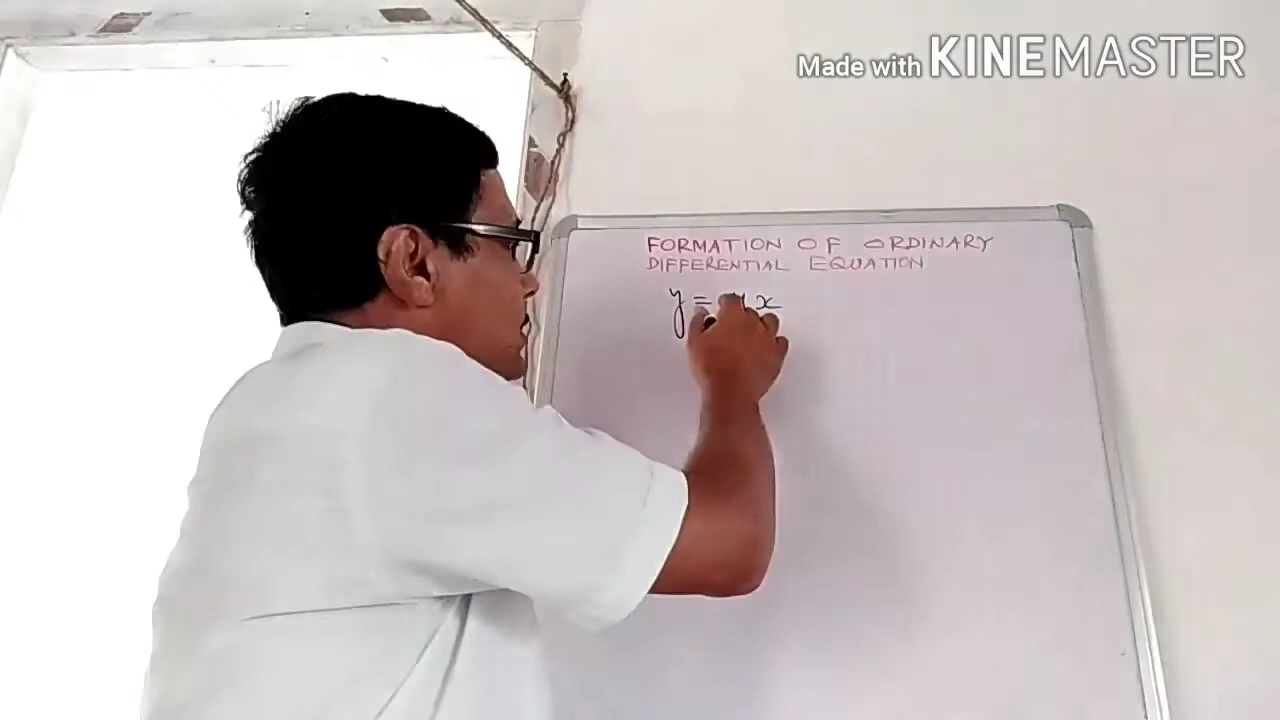 Made with KINEMASTER
FORMATION OF ORDINARY
DIFFERENTIAL EQUATION
y = x